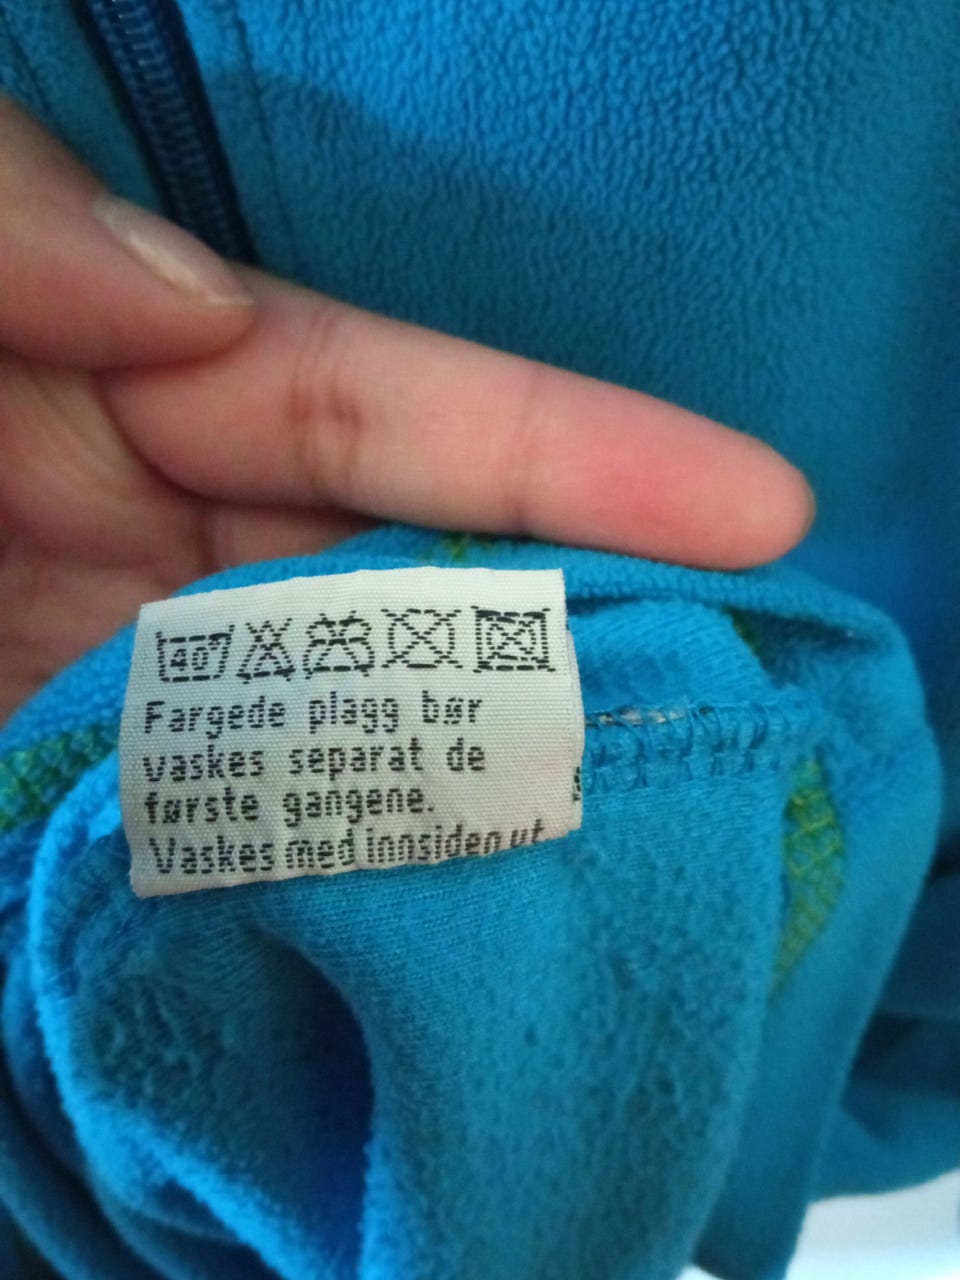 40°
Fargede plagg bør
vaskes separat de
første gangene.
Vaskes med innsiden ut.